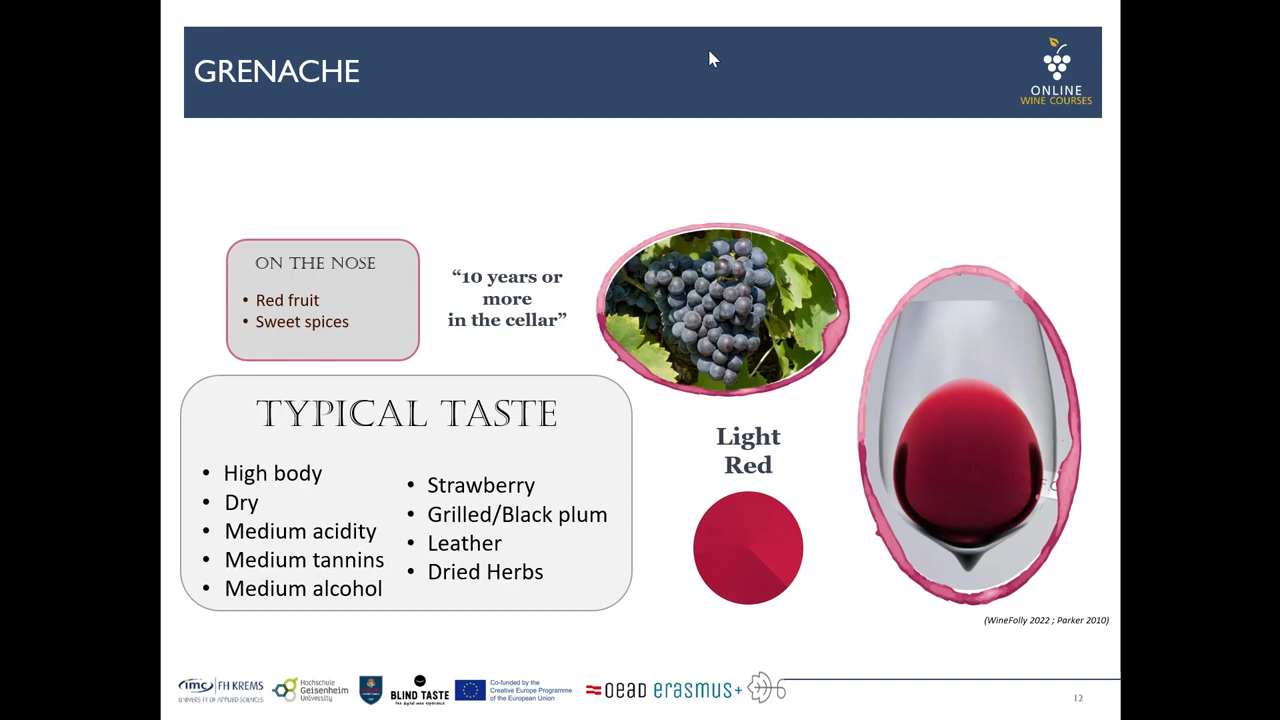 GRENACHE
ONLINE
WINE COURSES
ON THE NOSE
• Red fruit
• Sweet spices
“10 years or
more
in the cellar”
TYPICAL TASTE
• High body
• Dry
• Medium acidity
• Medium tannins
• Medium alcohol
• Strawberry
• Grilled/Black plum
• Leather
• Dried Herbs
Light
Red
(WineFolly 2022 ; Parker 2010)
imc FH KREMS
UNIVERSITY OF APPLIED SCIENCES
Hochschule
Geisenheim
University
BLIND TASTE
Co-funded by the
Creative Europe Programme
of the European Union
OEAD erasmus+
12